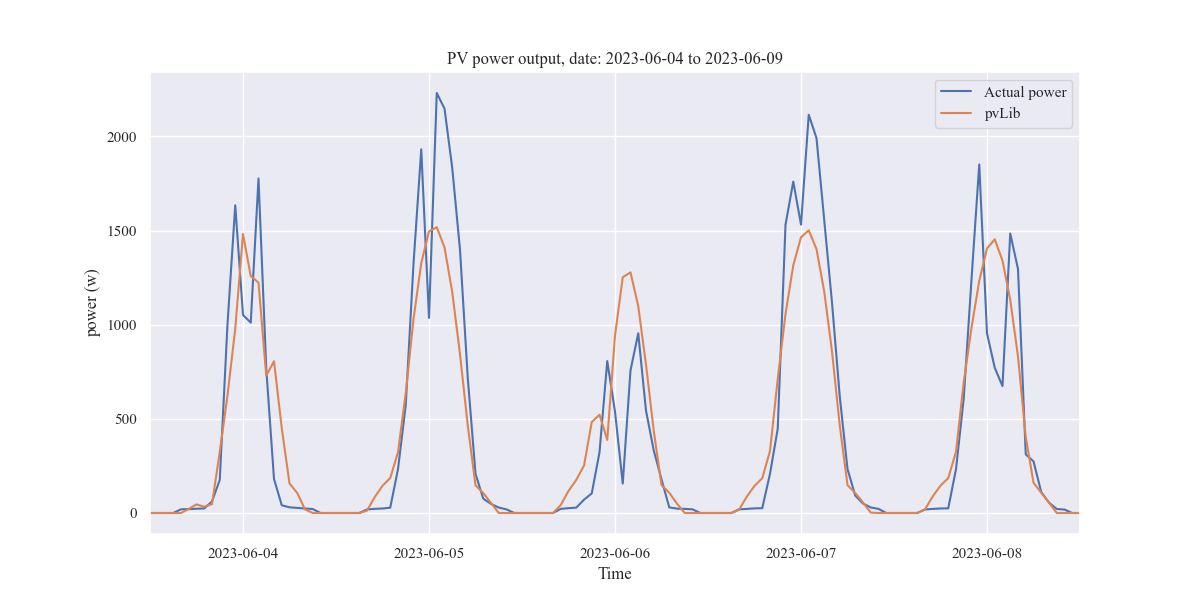 PV power output, date: 2023-06-04 to 2023-06-09
Actual power
pvLib
power (w)
2000
1500
1000
500
0
2023-06-04
2023-06-05
2023-06-06
2023-06-07
2023-06-08
Time